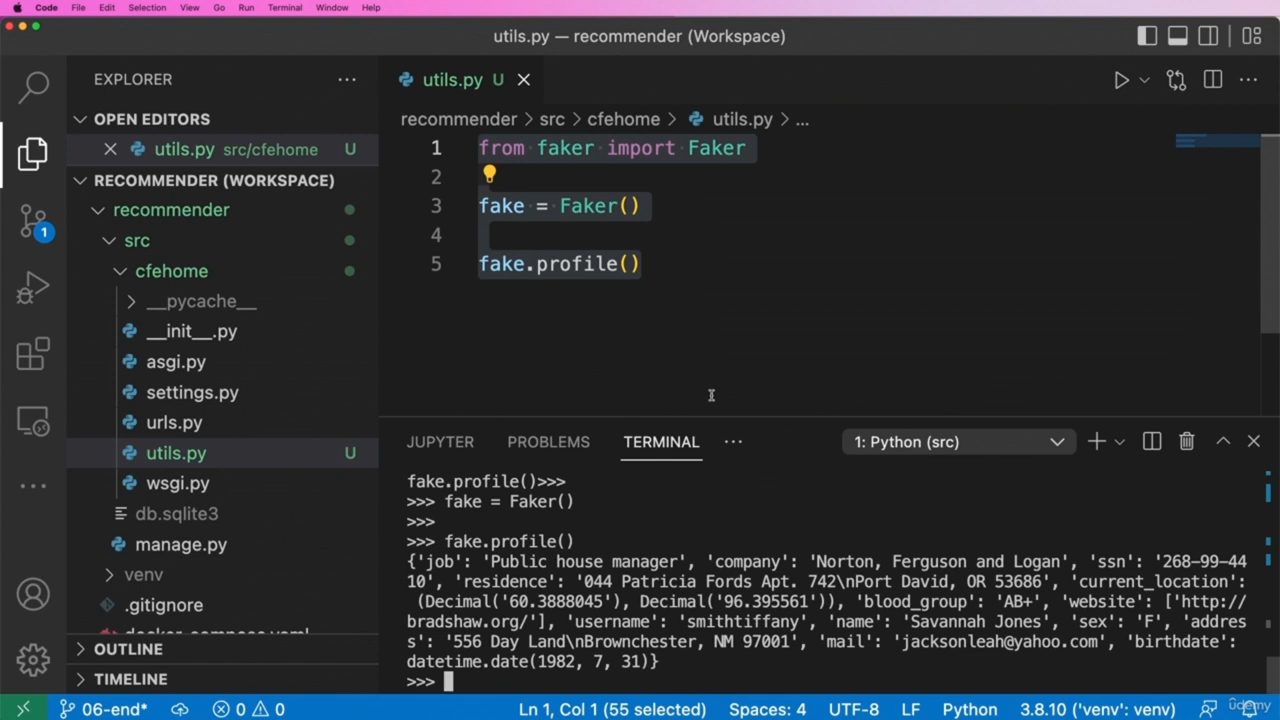 Code File Edit Selection View Go Run Terminal Window Help
utils.py — recommender (Workspace)
EXPLORER
utils.py U
OPEN EDITORS
recommender > src > cfehome > utils.py > ...
utils.py src/cfehome U
1 from faker import Faker
RECOMMENDER (WORKSPACE)
2
recommender
3 fake = Faker()
src
4
cfehome
5 fake.profile()
__pycache__
__init__.py
asgi.py
settings.py
urls.py
utils.py U
wsgi.py
db.sqlite3
manage.py
venv
.gitignore
docker-compose.yaml
OUTLINE
TIMELINE
1
JUPYTER PROBLEMS TERMINAL ... 1: Python (src)
fake.profile()>>>
>>> fake = Faker()
>>>
>>> fake.profile()
{'job': 'Public house manager', 'company': 'Norton, Ferguson and Logan', 'ssn': '268-99-44
10', 'residence': '044 Patricia Fords Apt. 742\nPort David, OR 53686', 'current_location':
(Decimal('60.3888045'), Decimal('96.395561')), 'blood_group': 'AB+', 'website': ['http://
bradshaw.org/'], 'username': 'smithtiffany', 'name': 'Savannah Jones', 'sex': 'F', 'addres
s': '556 Day Land\nBrownchester, NM 97001', 'mail': 'jacksonleah@yahoo.com', 'birthdate':
datetime.date(1982, 7, 31)}
>>>
06-end* 0 0 Ln 1, Col 1 (55 selected) Spaces: 4 UTF-8 LF Python 3.8.10 ('venv': venv)
udemy